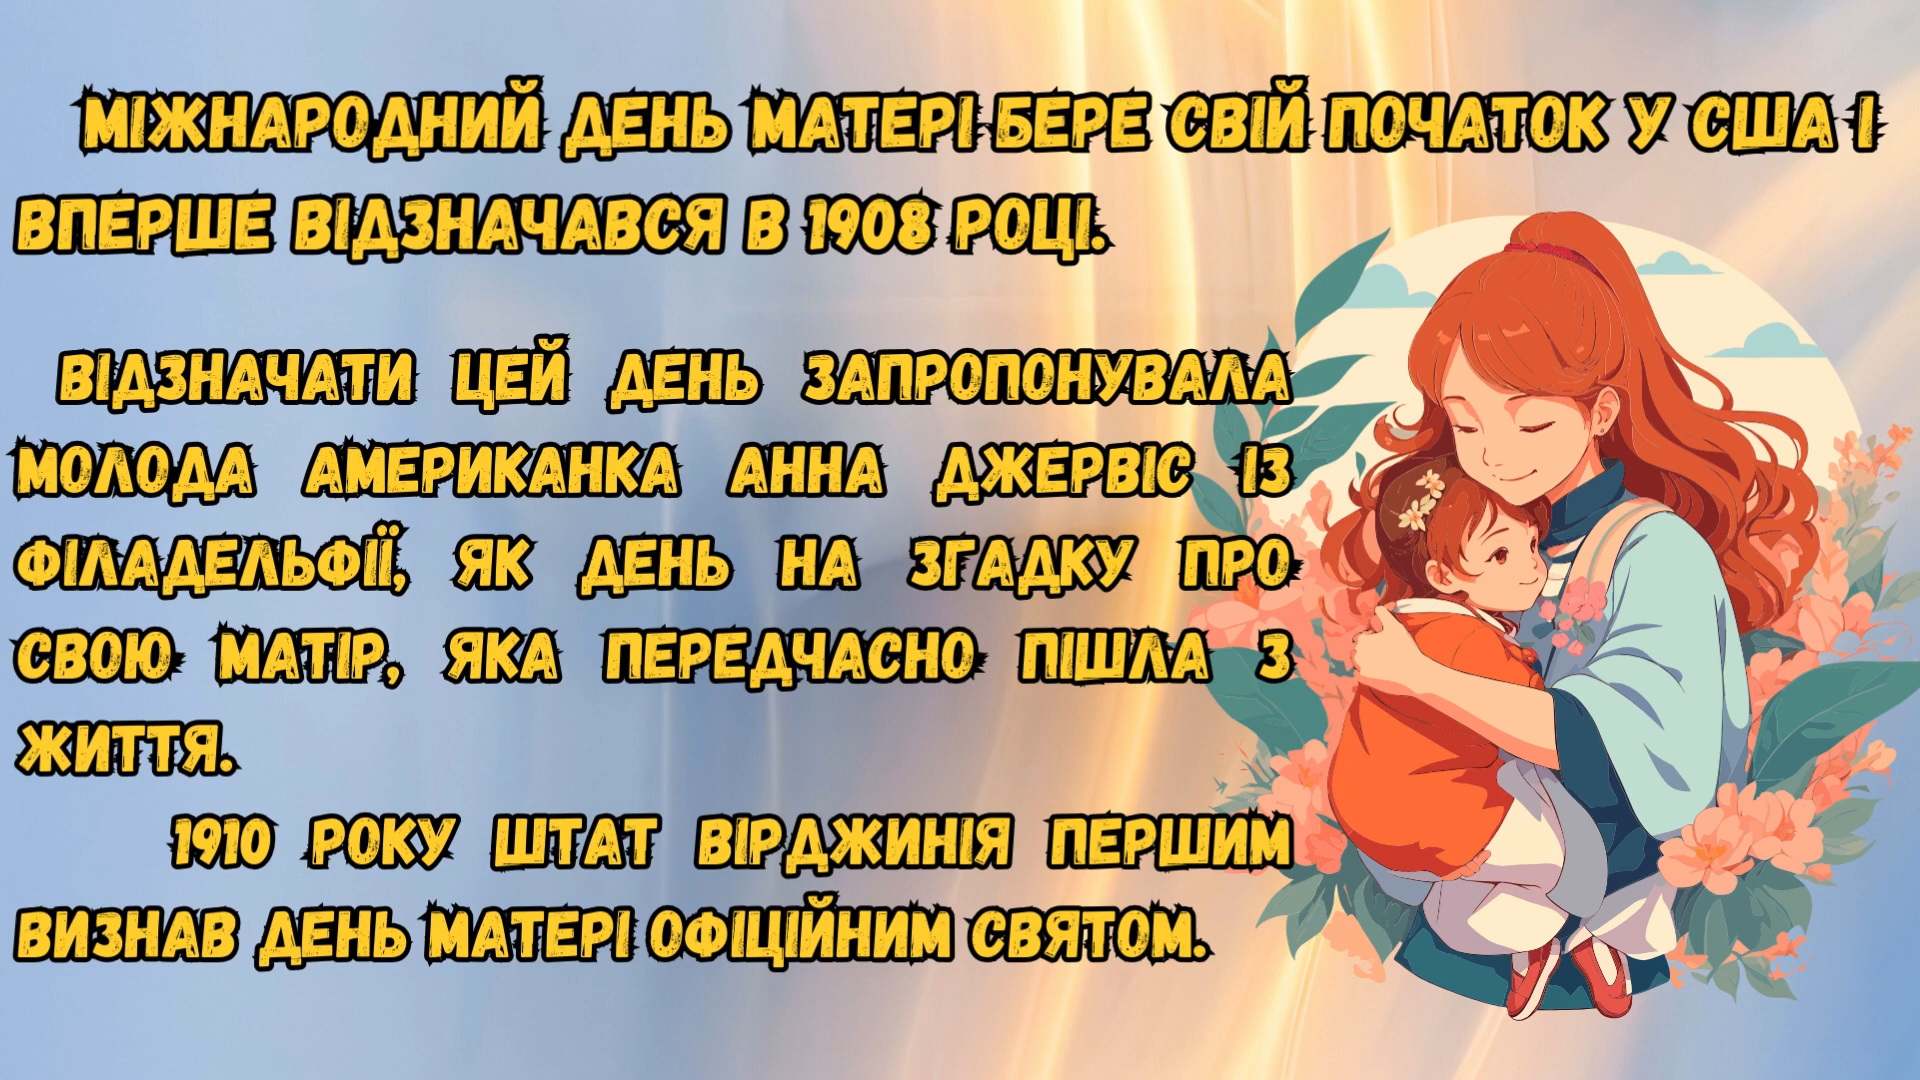 МІЖНАРОДНИЙ ДЕНЬ МАТЕРІ БЕРЕ СВІЙ ПОЧАТОК У США І
ВПЕРШЕ ВІДЗНАЧАВСЯ В 1908 РОЦІ.
ВІДЗНАЧАТИ ЦЕЙ ДЕНЬ ЗАПРОПОНУВАЛА
МОЛОДА АМЕРИКАНКА АННА ДЖЕРВІС ІЗ
ФІЛАДЕЛЬФІЇ, ЯК ДЕНЬ НА ЗГАДКУ ПРО
СВОЮ МАТІР, ЯКА ПЕРЕДЧАСНО ПІШЛА З
ЖИТТЯ.
1910 РОКУ ШТАТ ВІРДЖИНІЯ ПЕРШИМ
ВИЗНАВ ДЕНЬ МАТЕРІ ОФІЦІЙНИМ СВЯТОМ.